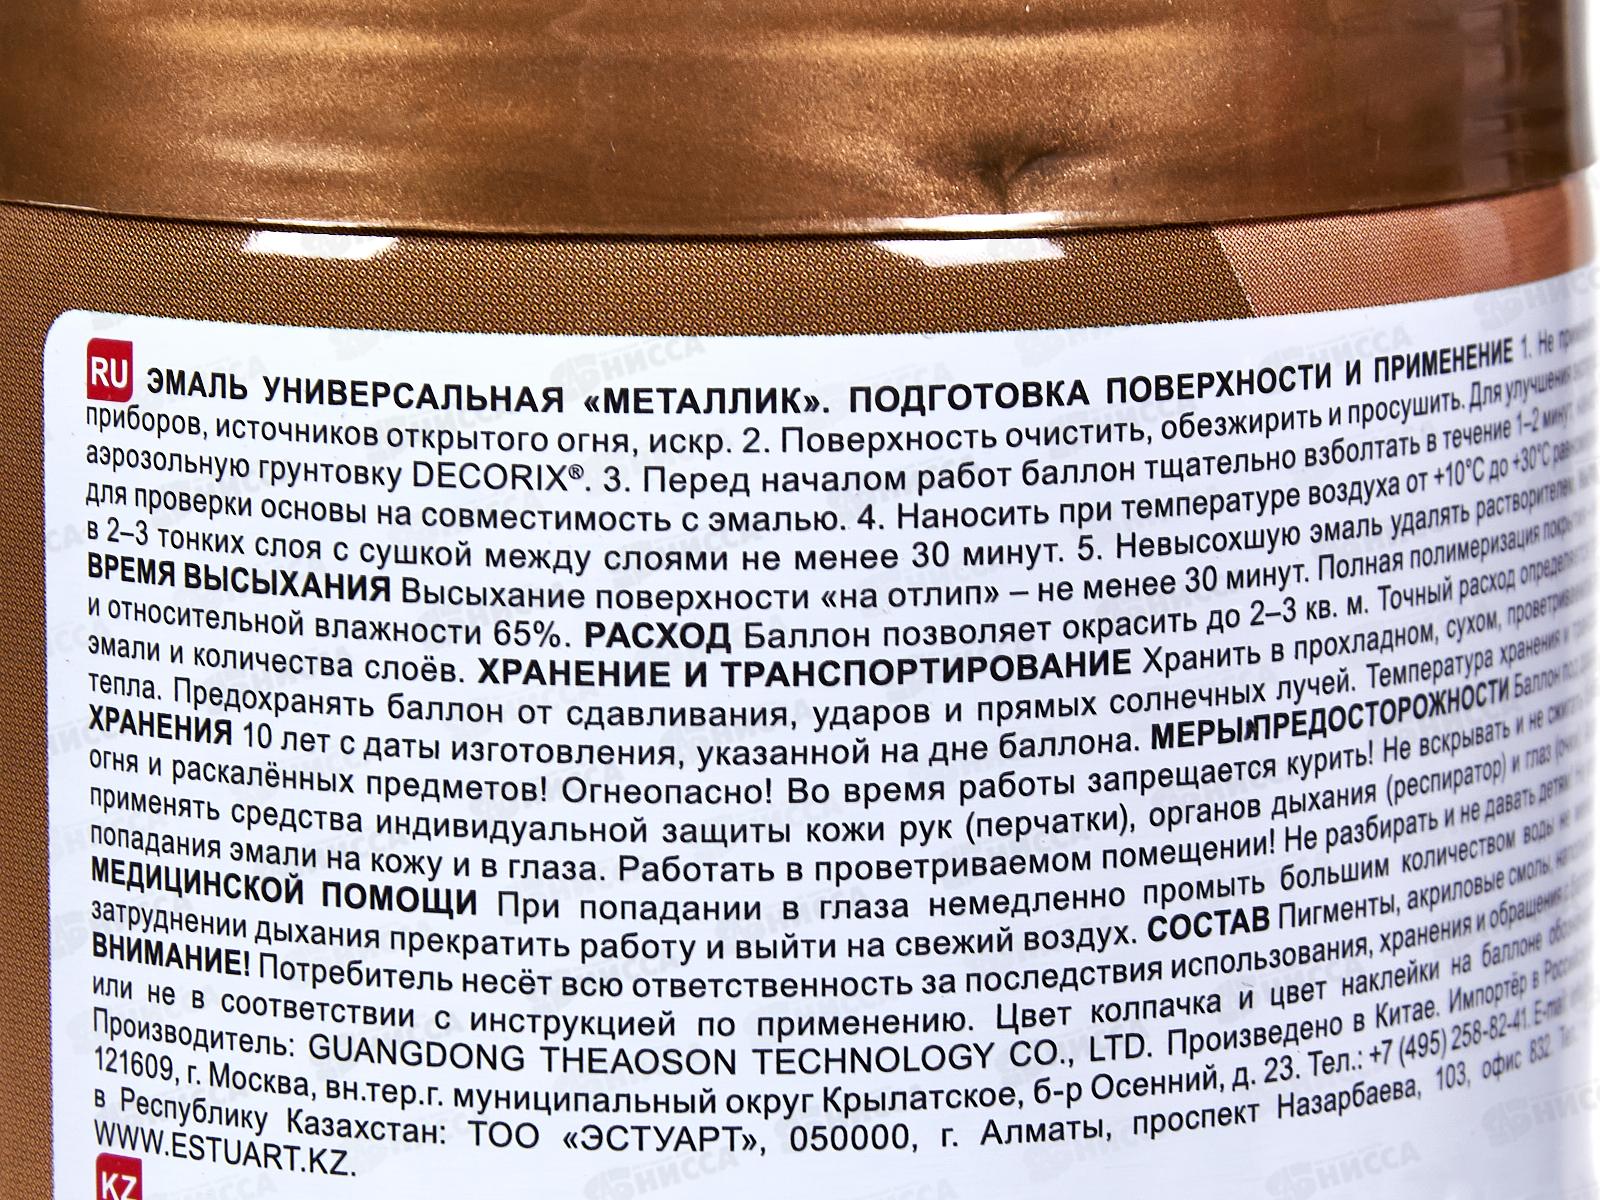 RU ЭМАЛЬ УНИВЕРСАЛЬНАЯ «МЕТАЛЛИК». ПОДГОТОВКА ПОВЕРХНОСТИ И ПРИМЕНЕНИЕ 1. Не
приборов, источников открытого огня, искр. 2. Поверхность очистить, обезжирить и просушить. Для улучшения
аэрозольную грунтовку DECORIX®. 3. Перед началом работ баллон тщательно взболтать в течение 1–2 минут,
для проверки основы на совместимость с эмалью. 4. Наносить при температуре воздуха от +10°С до +30°С
в 2–3 тонких слоя с сушкой между слоями не менее 30 минут. 5. Невысохшую эмаль удалять растворителем,
ВРЕМЯ ВЫСЫХАНИЯ Высыхание поверхности «на отлип» – не менее 30 минут. Полная полимеризация покрытия –
и относительной влажности 65%. РАСХОД Баллон позволяет окрасить до 2–3 кв. м. Точный расход
эмали и количества слоёв. ХРАНЕНИЕ И ТРАНСПОРТИРОВАНИЕ Хранить в прохладном, сухом,
тепла. Предохранять баллон от сдавливания, ударов и прямых солнечных лучей. Температура хранения и
ХРАНЕНИЯ 10 лет с даты изготовления, указанной на дне баллона. МЕРЫ ПРЕДОСТОРОЖНОСТИ Баллон под
огня и раскалённых предметов! Огнеопасно! Во время работы запрещается курить! Не вскрывать и не
применять средства индивидуальной защиты кожи рук (перчатки), органов дыхания (респиратор) и глаз
попадания эмали на кожу и в глаза. Работать в проветриваемом помещении! Не разбирать и не давать детям!
МЕДИЦИНСКОЙ ПОМОЩИ При попадании в глаза немедленно промыть большим количеством воды
затруднении дыхания прекратить работу и выйти на свежий воздух. СОСТАВ Пигменты, акриловые смолы,
ВНИМАНИЕ! Потребитель несёт всю ответственность за последствия использования, хранения и обращения с
или не в соответствии с инструкцией по применению. Цвет колпачка и цвет наклейки на баллоне
Производитель: GUANGDONG THEAOSON TECHNOLOGY CO., LTD. Произведено в Китае. Импортёр в
121609, г. Москва, вн.тер.г. муниципальный округ Крылатское, б-р Осенний, д. 23. Тел.: +7 (495) 258-82-41. E-mail
в Республику Казахстан: ТОО «ЭСТУАРТ», 050000, г. Алматы, проспект Назарбаева, 103, офис 832.
WWW.ESTUART.KZ.
KZ